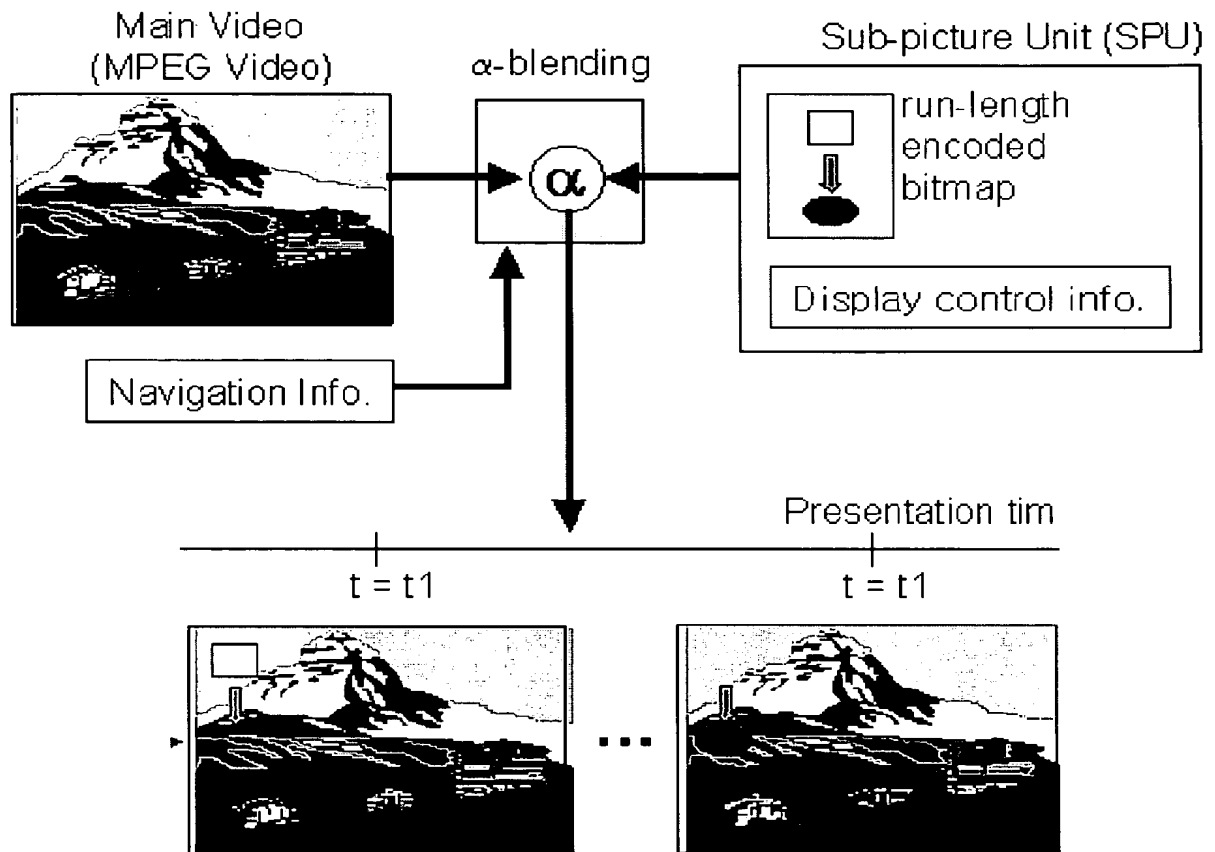 Main Video
(MPEG Video)
α-blending
Sub-picture Unit (SPU)
run-length
encoded
bitmap
α
Display control info.
Navigation Info.
Presentation tim
t = t1
t = t1